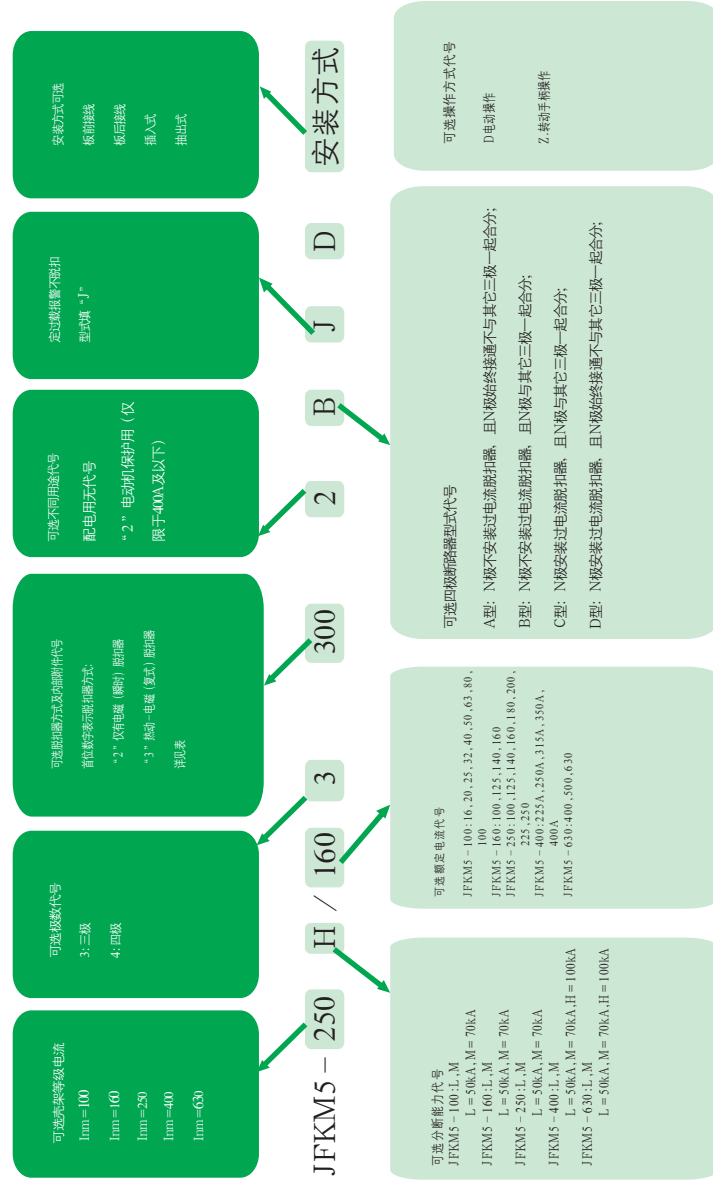 可选壳架等级电流
Inm=100
Inm=160
Inm=250
Inm=400
Inm=630
可选极数代号
3: 三极
4: 四极
可选脱扣器方式及内部附件代号
首位数字表示脱扣器方式:
“2”仅有电磁（瞬时）脱扣器
“3”热动-电磁（复式）脱扣器
详见表
可选不同用途代号
配电用无代号
“2”电动机保护用（仅
限于400A及以下）
定过载报警不脱扣
型式填“J”
安装方式可选
板前接线
板后接线
插入式
抽出式
JFKM5-250 H / 160 3 300 2 B J D 安装方式
可选分断能力代号
JFKM5-100:L,M
L=50kA,M=70kA
JFKM5-160:L,M
L=50kA,M=70kA
JFKM5-250:L,M
L=50kA,M=70kA
JFKM5-400:L,M
L=50kA,M=70kA,H=100kA
JFKM5-630:L,M
L=50kA,M=70kA,H=100kA
可选额定电流代号
JFKM5-100:16,20,25,32,40,50,63,80,
100
JFKM5-160:100,125,140,160
JFKM5-250:100,125,140,160,180,200,
225,250
JFKM5-400:225A,250A,315A,350A,
400A
JFKM5-630:400,500,630
可选四极断路器型式代号
A型: N极不安装过电流脱扣器，且N极始终接通不与其它三极一起合分;
B型: N极不安装过电流脱扣器，且N极与其它三极一起合分;
C型: N极安装过电流脱扣器，且N极与其它三极一起合分;
D型: N极安装过电流脱扣器，且N极始终接通不与其它三极一起合分;
可选操作方式代号
D电动操作
Z.转动手柄操作